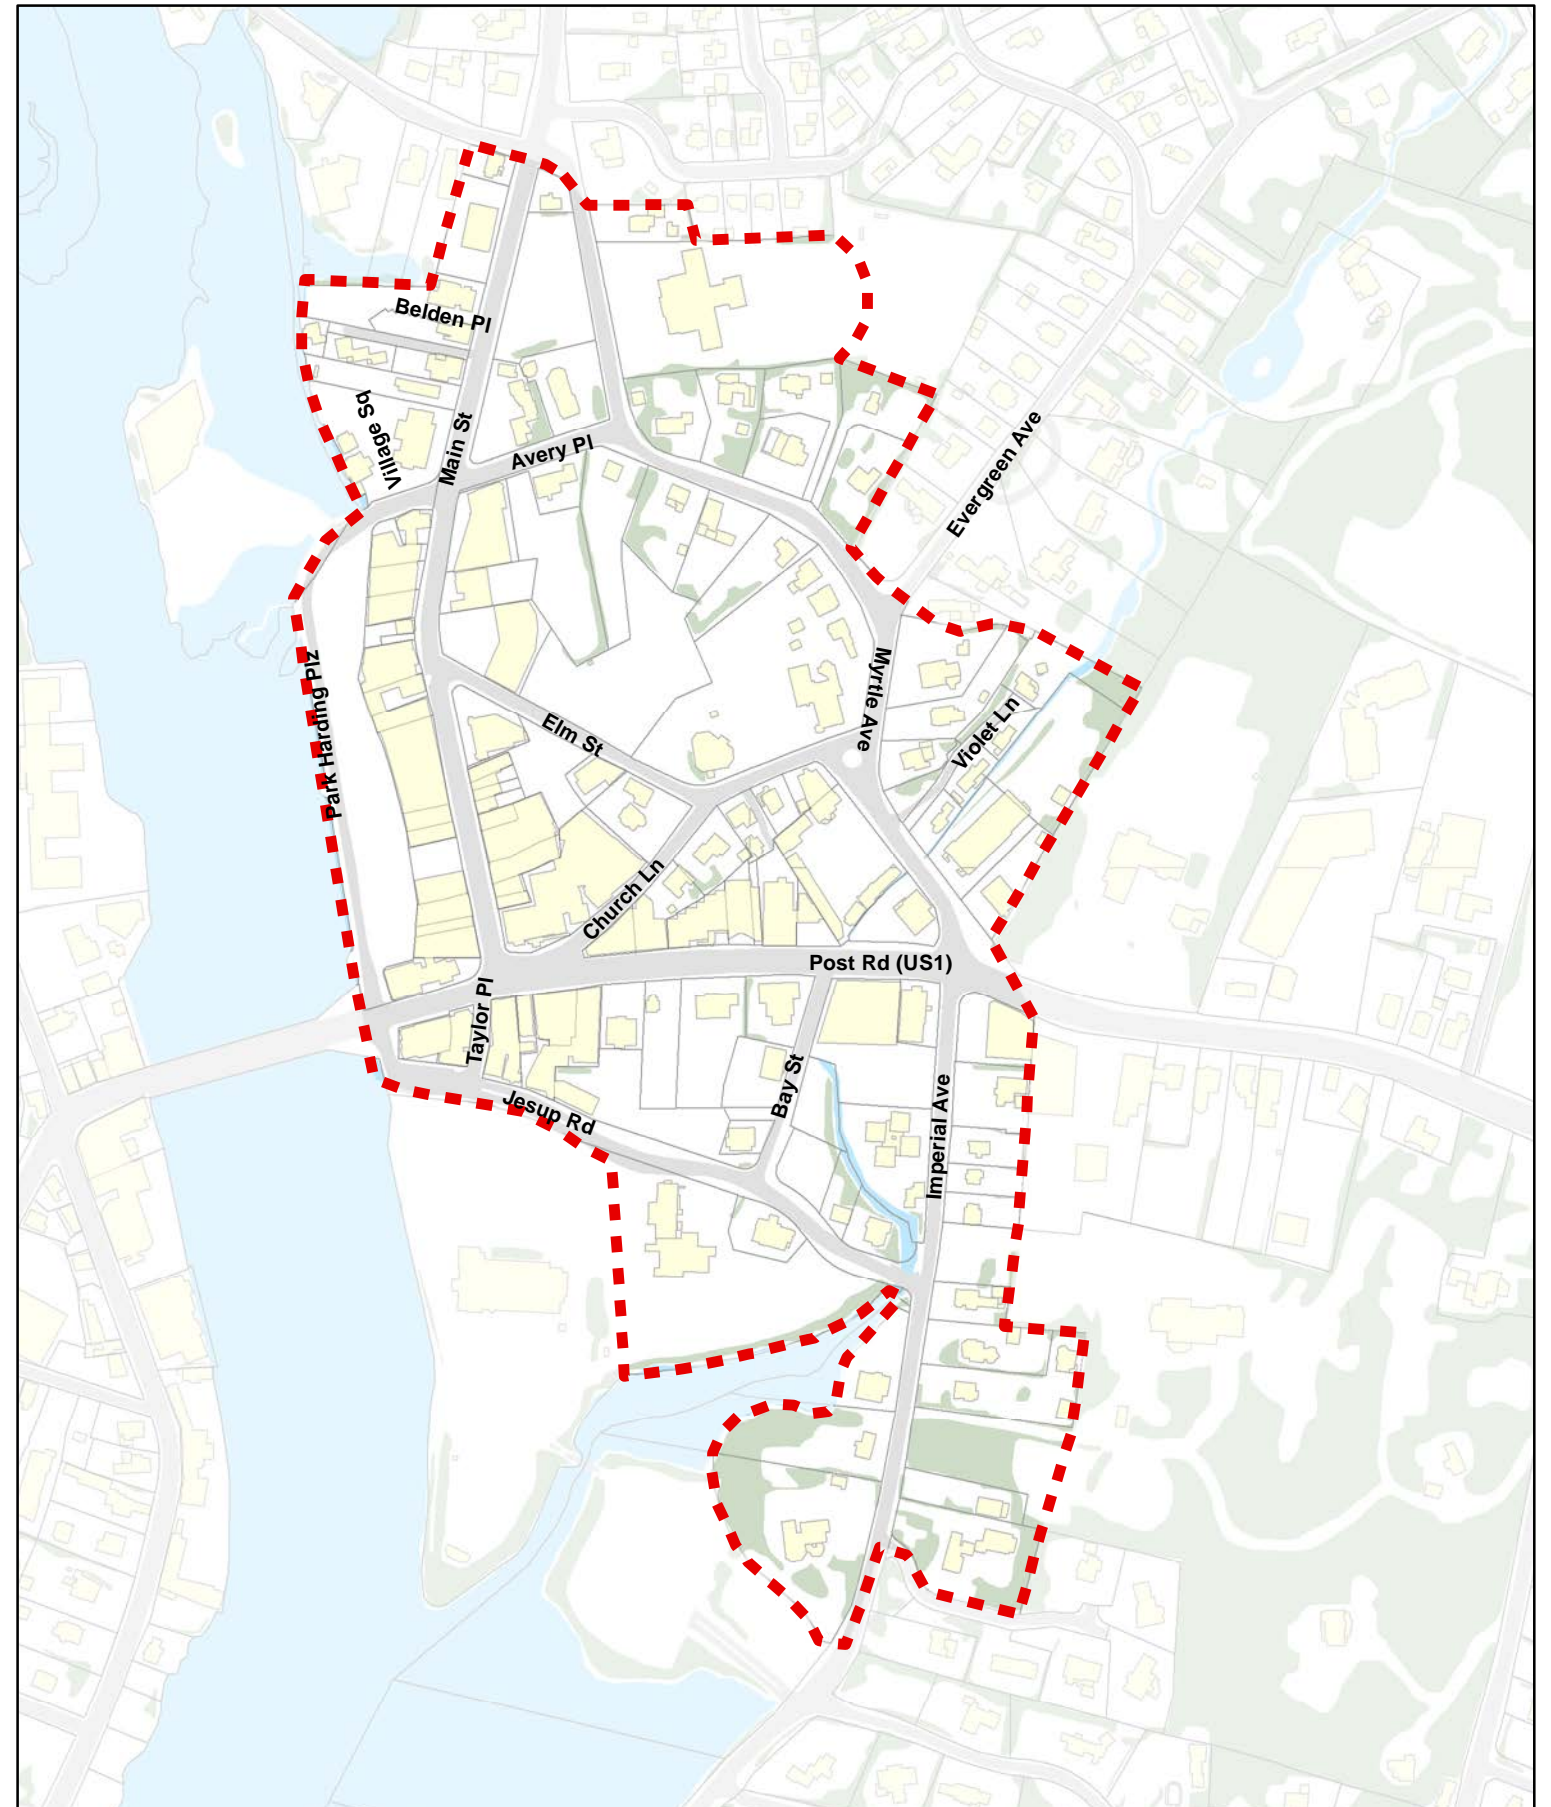 Belden Pl
Village Sq
Main St
Avery Pl
Evergreen Ave
Park Harding Plz
Myrtle Ave
Violet Ln
Elm St
Church Ln
Post Rd (US1)
Taylor Pl
Jesup Rd
Bay St
Imperial Ave